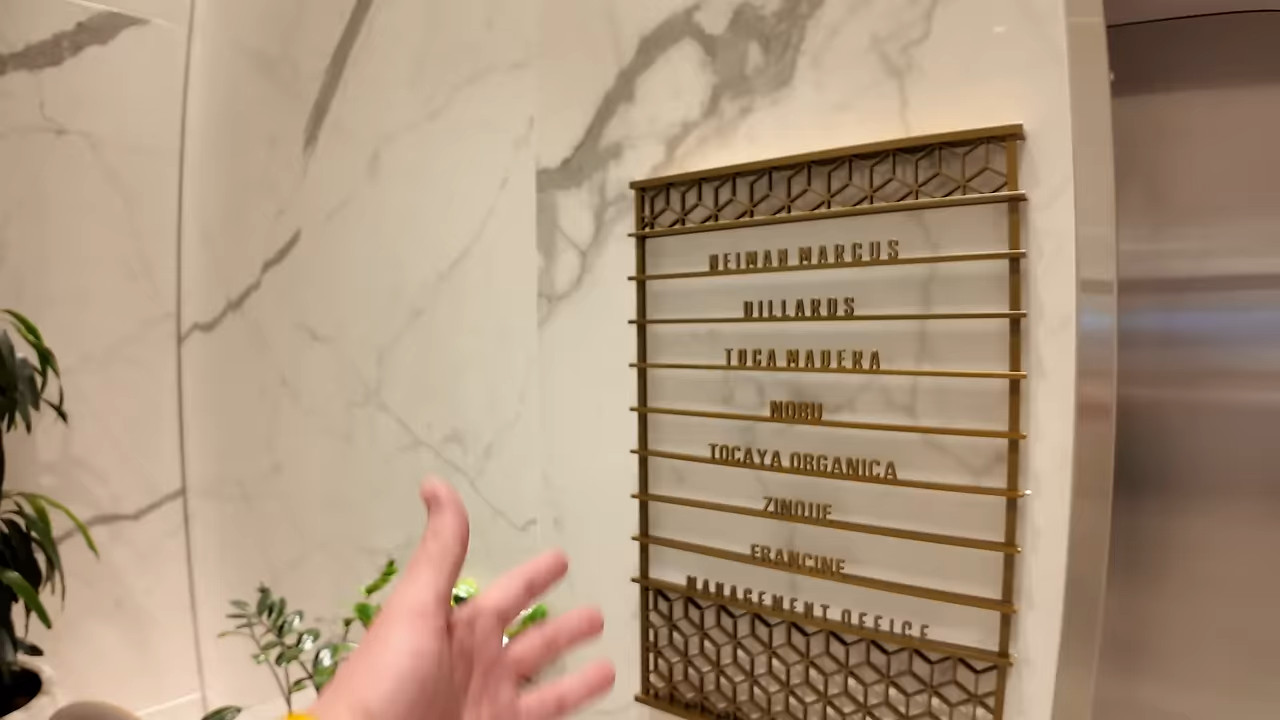 NEIMAN MARCUS
DILLARDS
TOCA MADERA
NOBU
TOCAYA ORGANICA
ZINQUE
FRANCINE
MANAGEMENT OFFICE